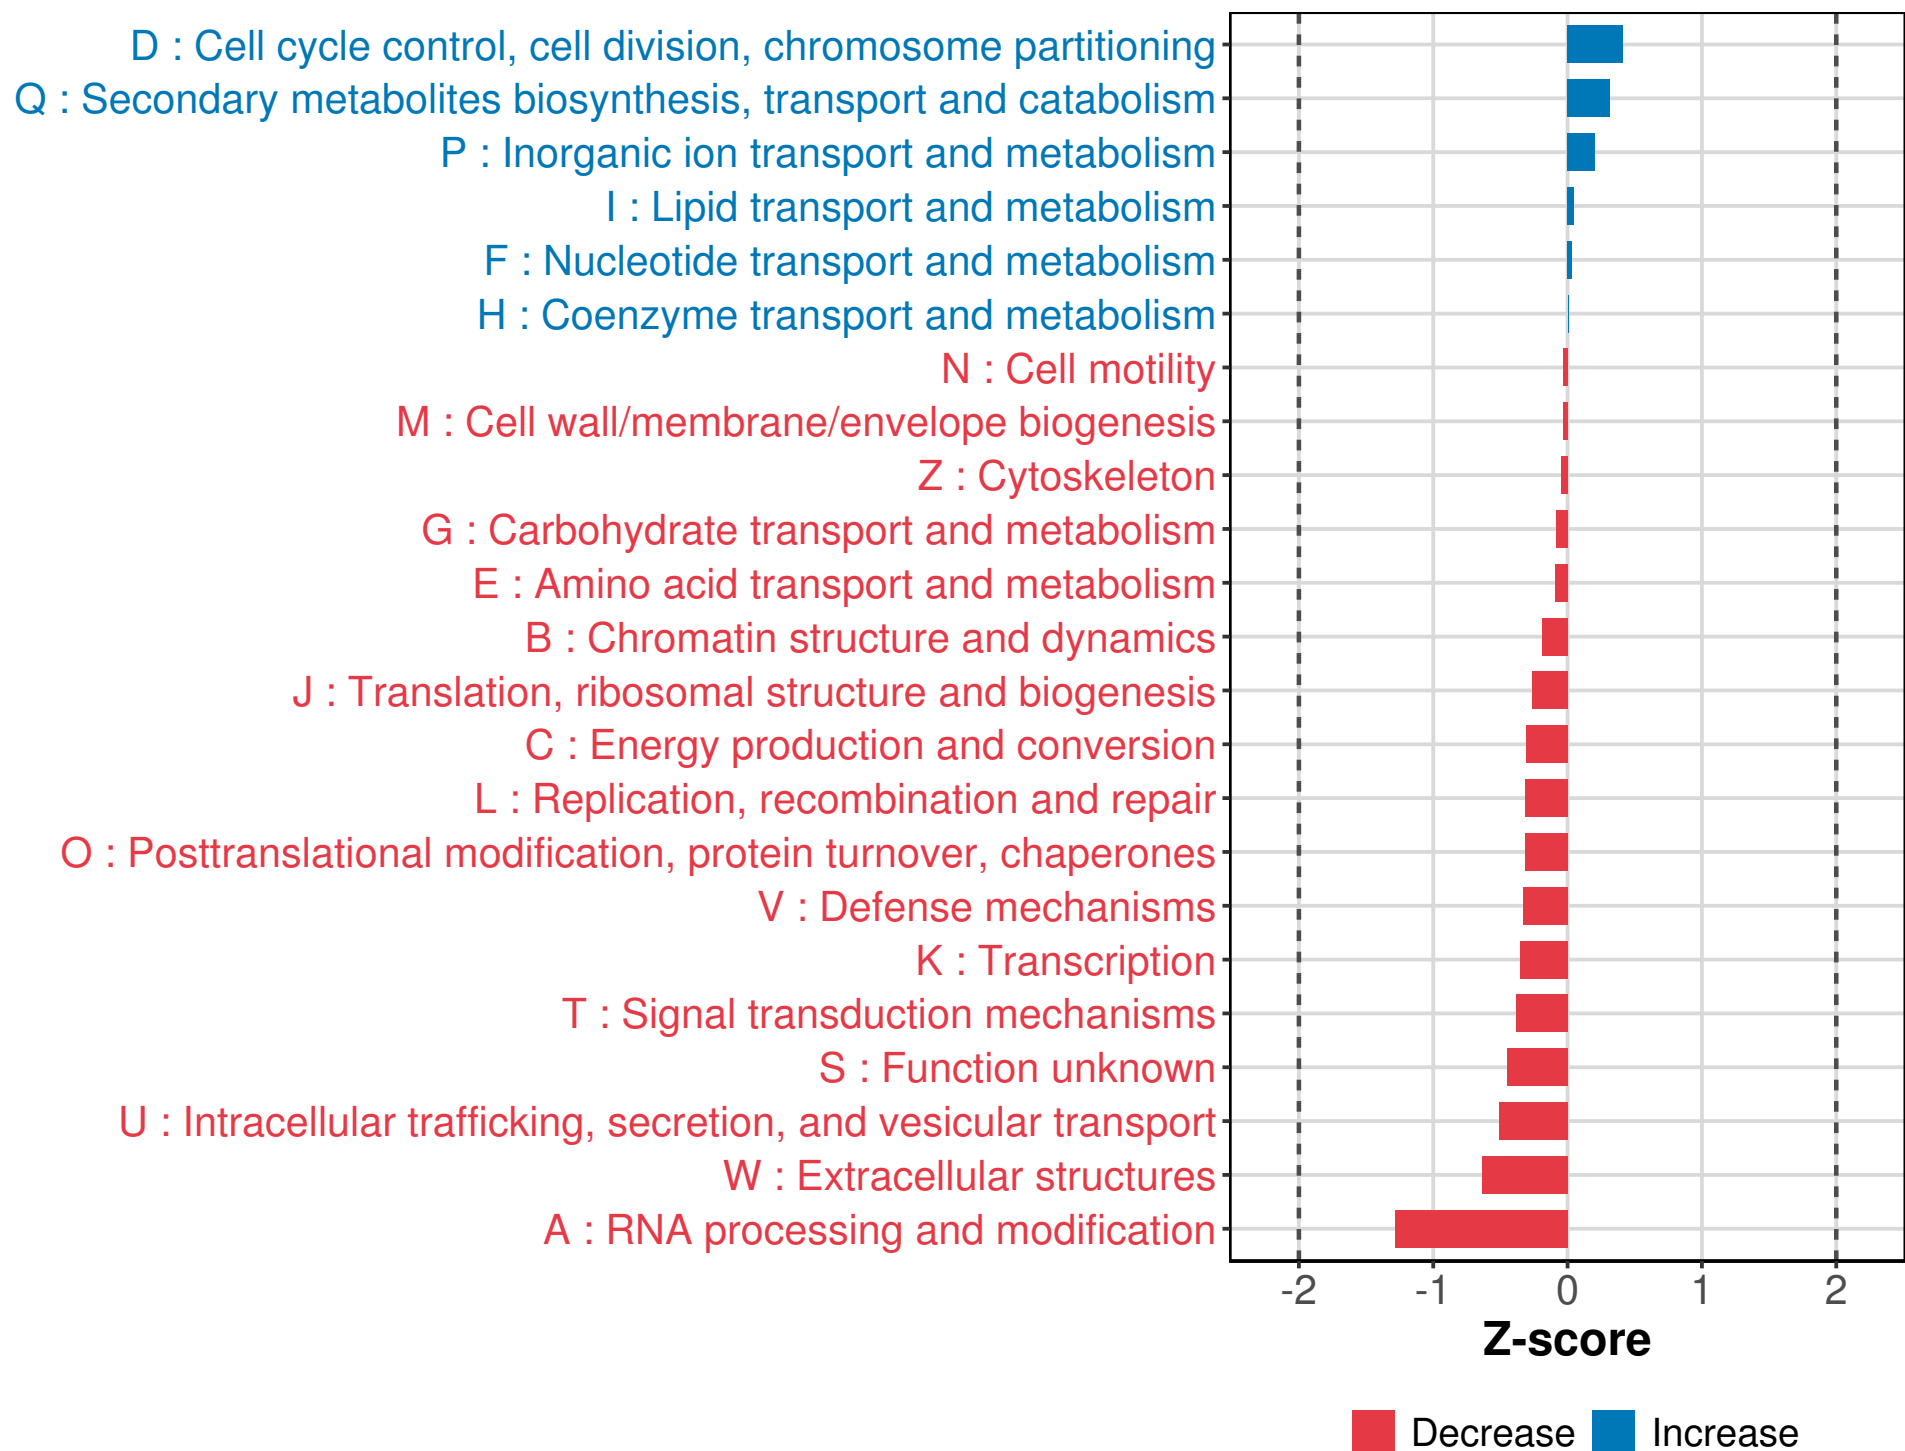 D : Cell cycle control, cell division, chromosome partitioning
Q : Secondary metabolites biosynthesis, transport and catabolism
P : Inorganic ion transport and metabolism
I : Lipid transport and metabolism
F : Nucleotide transport and metabolism
H : Coenzyme transport and metabolism
N : Cell motility
M : Cell wall/membrane/envelope biogenesis
Z : Cytoskeleton
G : Carbohydrate transport and metabolism
E : Amino acid transport and metabolism
B : Chromatin structure and dynamics
J : Translation, ribosomal structure and biogenesis
C : Energy production and conversion
L : Replication, recombination and repair
O : Posttranslational modification, protein turnover, chaperones
V : Defense mechanisms
K : Transcription
T : Signal transduction mechanisms
S : Function unknown
U : Intracellular trafficking, secretion, and vesicular transport
W : Extracellular structures
A : RNA processing and modification
-2 -1 0 1 2
Z-score
Decrease Increase